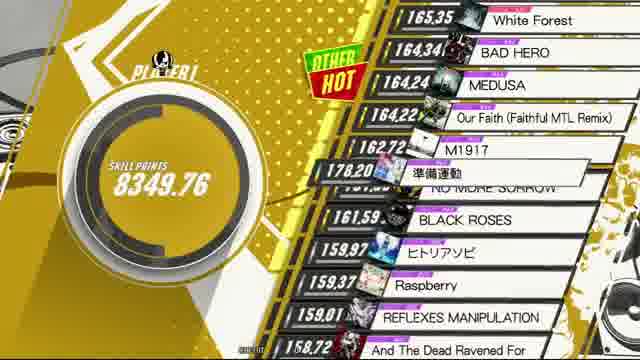 165,35 White Forest
164,34 BAD HERO
PLAYER1
OTHER
HOT
164,24 MEDUSA
164,22 Our Faith (Faithful MTL Remix)
162,72 M1917
SKILL POINTS
8349.76
178,20 準備運動
NO MORE SORROW
161,59 BLACK ROSES
159,97 ヒトリアソビ
159,37 Raspberry
159,01 REFLEXES MANIPULATION
158,72 And The Dead Ravened For